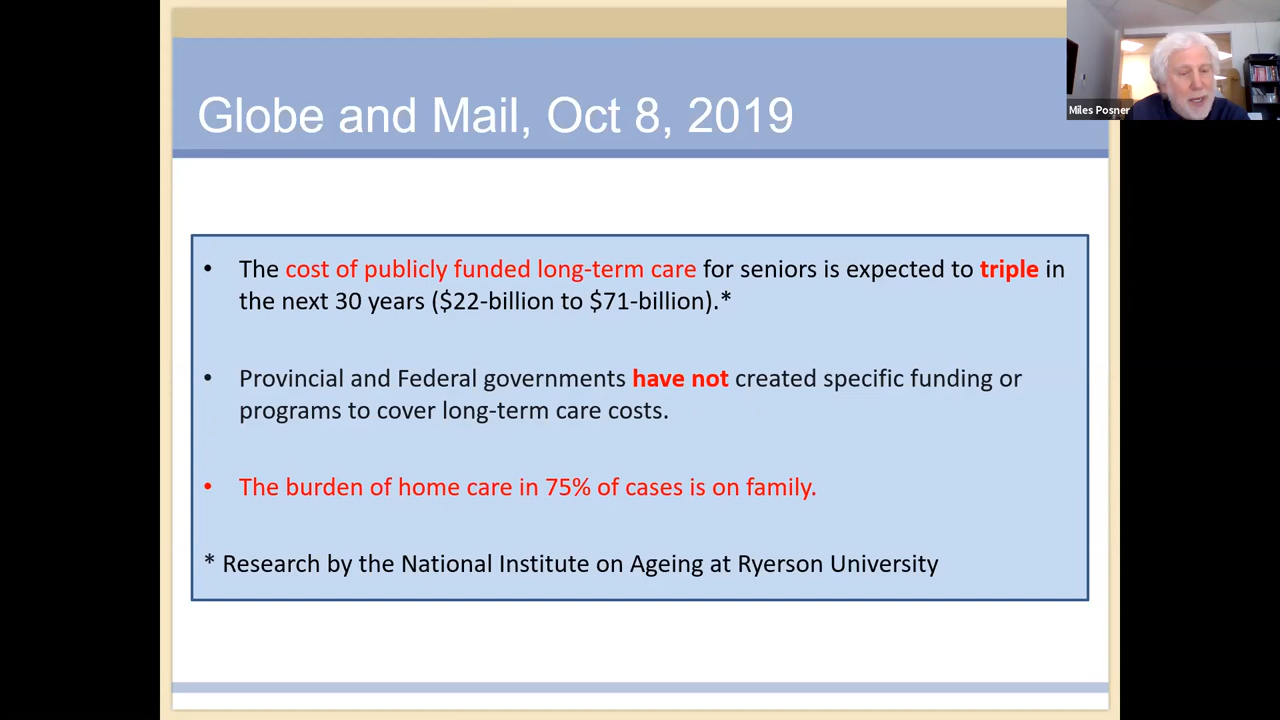 Globe and Mail, Oct 8, 2019
Miles Posner
• The cost of publicly funded long-term care for seniors is expected to triple in
the next 30 years ($22-billion to $71-billion).*
• Provincial and Federal governments have not created specific funding or
programs to cover long-term care costs.
• The burden of home care in 75% of cases is on family.
* Research by the National Institute on Ageing at Ryerson University